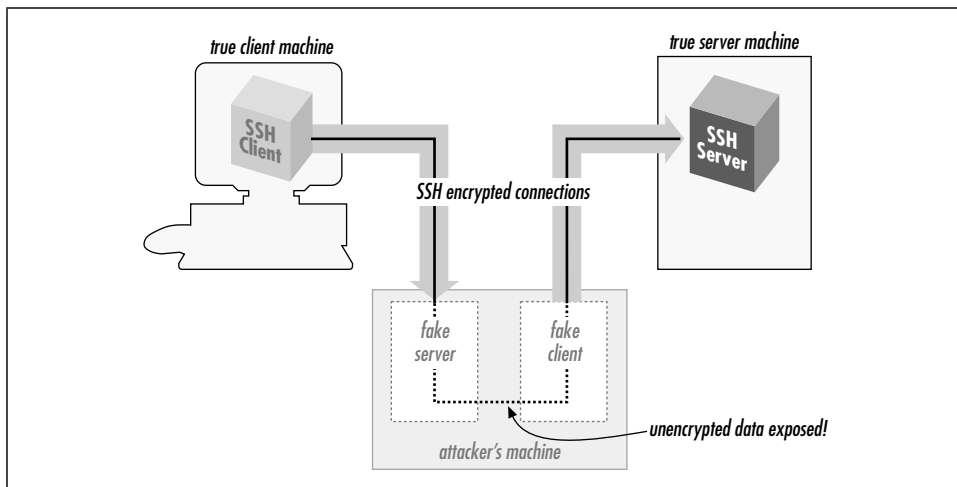 true client machine
true server machine
SSH
Client
SSH
Server
SSH encrypted connections
fake
server
fake
client
unencrypted data exposed!
attacker's machine